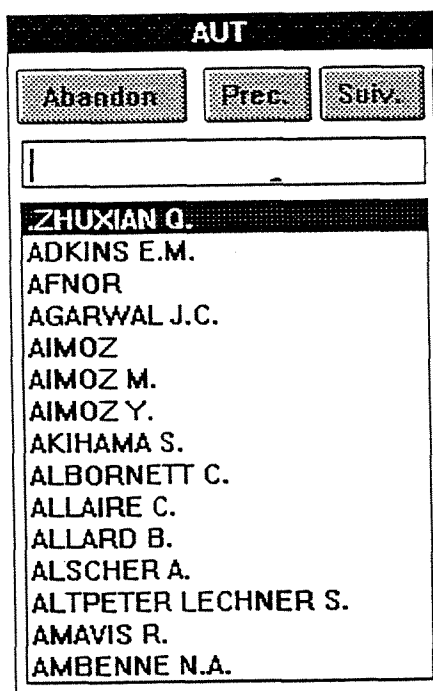 AUT
Abandon Prec. Suiv.
.ZHUXIAN Q.
ADKINS E.M.
AFNOR
AGARWAL J.C.
AIMOZ
AIMOZ M.
AIMOZ Y.
AKIHAMA S.
ALBORNETT C.
ALLAIRE C.
ALLARD B.
ALSCHER A.
ALTPETER LECHNER S.
AMAVIS R.
AMBENNE N.A.